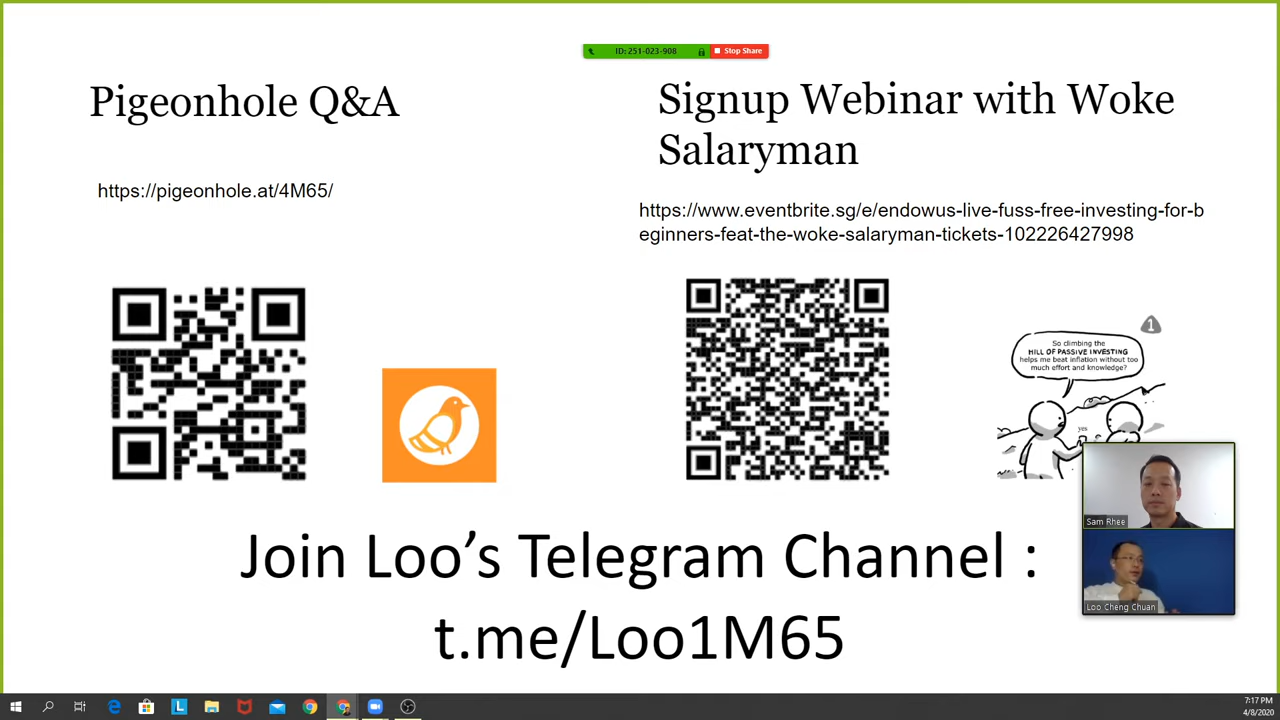 ID: 251-023-908
Stop Share
Pigeonhole Q&A
https://pigeonhole.at/4M65/
Signup Webinar with Woke
Salaryman
https://www.eventbrite.sg/e/endowus-live-fuss-free-investing-for-b
eginners-feat-the-woke-salaryman-tickets-102226427998
1
So climbing the
HILL OF PASSIVE INVESTING
helps me beat inflation without too
much effort and knowledge?
yes
Sam Rhee
Loo Cheng Chuan
Join Loo's Telegram Channel :
t.me/Loo1M65
L
7:17 PM
4/8/2020